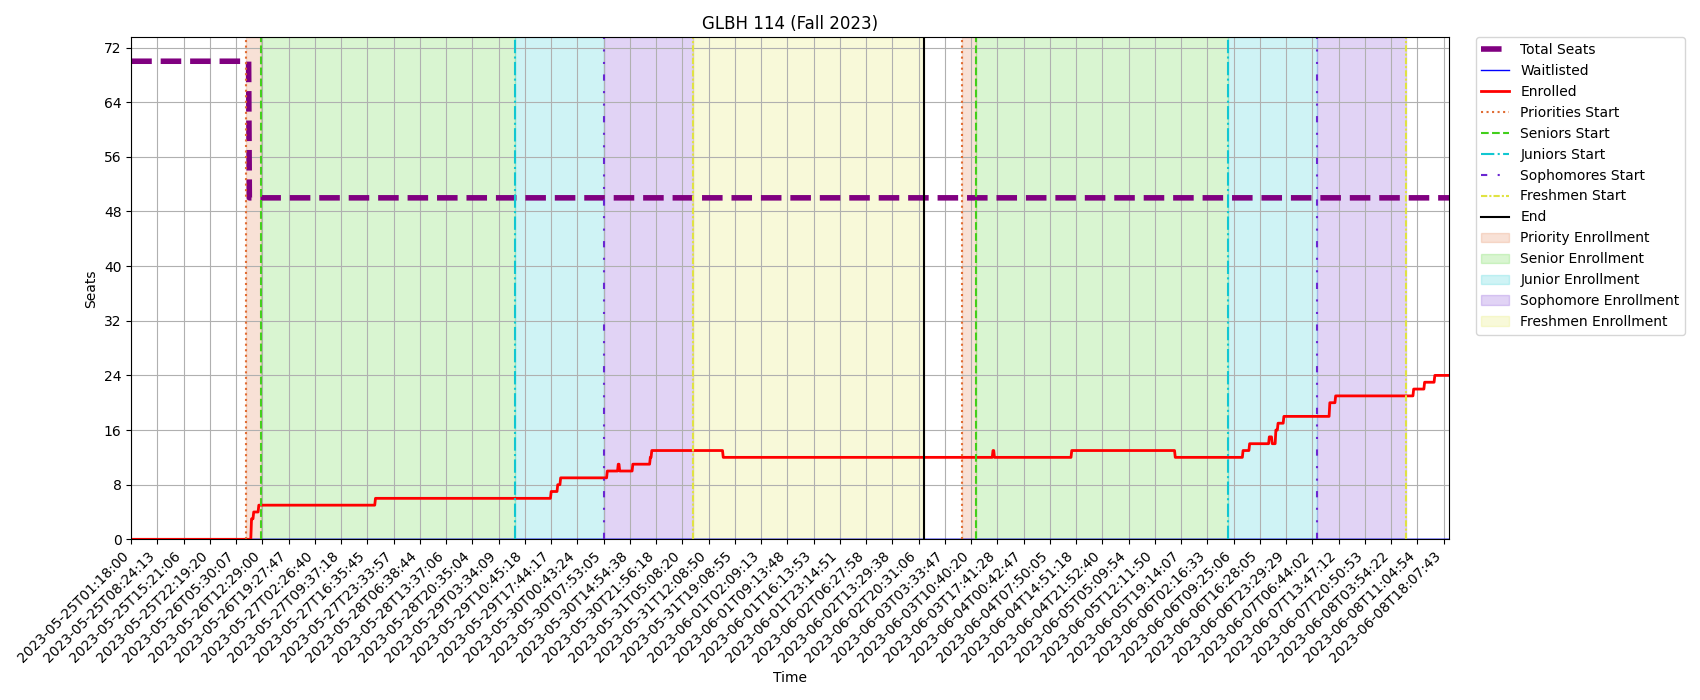 GLBH 114 (Fall 2023)
72
64
56
48
40
32
24
16
8
0
Seats
2023-05-25T01:18:00
2023-05-25T08:24:13
2023-05-25T15:21:06
2023-05-25T22:19:20
2023-05-26T05:30:07
2023-05-26T12:29:00
2023-05-26T19:27:47
2023-05-27T02:26:40
2023-05-27T09:37:18
2023-05-27T16:35:45
2023-05-27T23:33:57
2023-05-28T06:38:44
2023-05-28T13:37:06
2023-05-28T20:35:04
2023-05-29T03:34:09
2023-05-29T10:45:18
2023-05-29T17:44:17
2023-05-30T00:43:24
2023-05-30T07:53:05
2023-05-30T14:54:38
2023-05-30T21:56:18
2023-05-31T05:08:20
2023-05-31T12:08:50
2023-05-31T19:08:55
2023-06-01T02:09:13
2023-06-01T09:13:48
2023-06-01T16:13:53
2023-06-01T23:14:51
2023-06-02T06:27:58
2023-06-02T13:29:38
2023-06-02T20:31:06
2023-06-03T03:33:47
2023-06-03T10:40:20
2023-06-03T17:41:28
2023-06-04T00:42:47
2023-06-04T07:50:05
2023-06-04T14:51:18
2023-06-04T21:52:40
2023-06-05T05:09:54
2023-06-05T12:11:50
2023-06-05T19:14:07
2023-06-06T02:16:33
2023-06-06T09:25:06
2023-06-06T16:28:05
2023-06-06T23:29:29
2023-06-07T06:44:02
2023-06-07T13:47:12
2023-06-07T20:50:53
2023-06-08T03:54:22
2023-06-08T11:04:54
2023-06-08T18:07:43
Time
Total Seats
Waitlisted
Enrolled
Priorities Start
Seniors Start
Juniors Start
Sophomores Start
Freshmen Start
End
Priority Enrollment
Senior Enrollment
Junior Enrollment
Sophomore Enrollment
Freshmen Enrollment